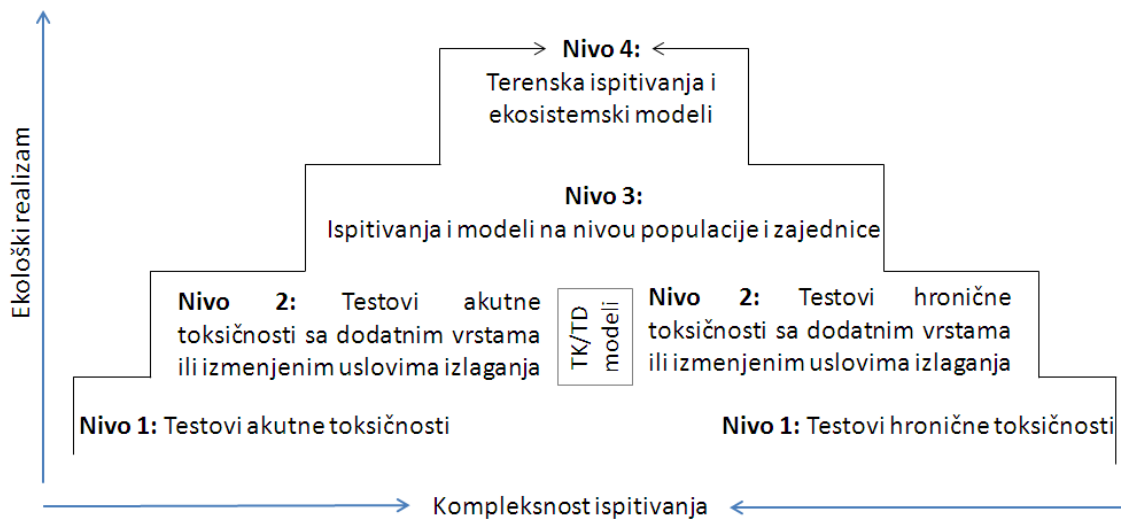 Nivo 4:
Terenska ispitivanja i
ekosistemski modeli
Nivo 3:
Ispitivanja i modeli na nivou populacije i zajednice
Nivo 2: Testovi akutne
toksičnosti sa dodatnim vrstama
ili izmenjenim uslovima izlaganja
TK/TD
modeli
Nivo 2: Testovi hronične
toksičnosti sa dodatnim vrstama
ili izmenjenim uslovima izlaganja
Nivo 1: Testovi akutne toksičnosti
Nivo 1: Testovi hronične toksičnosti
Ekološki realizam
Kompleksnost ispitivanja